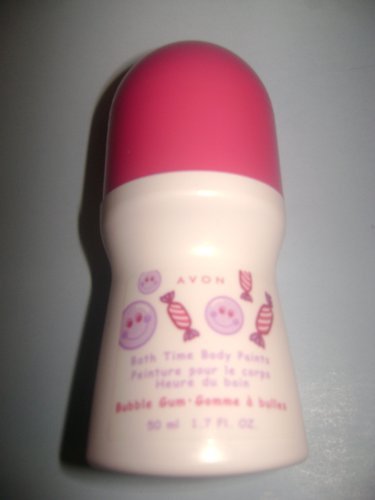 AVON
Bath Time Body Paints
Peinture pour le corps
Heure du bain
Bubble Gum • Gomme à bulles
50 ml 1.7 FL. OZ.